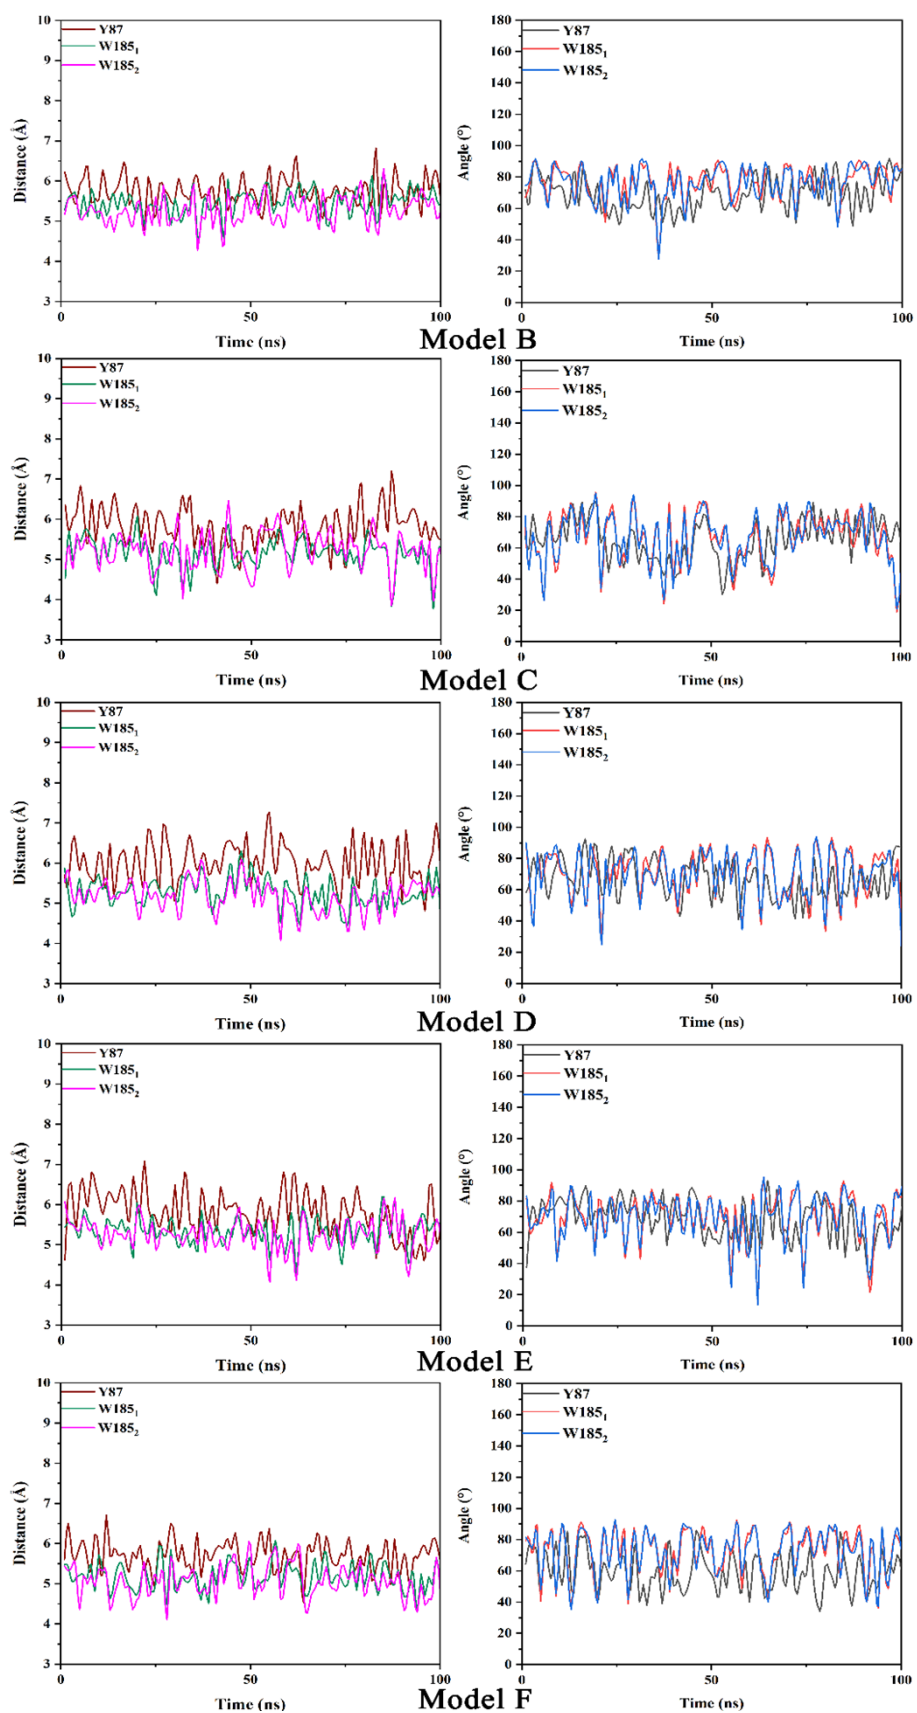 10
9
8
7
6
5
4
3
Distance (Å)
Y87
W185₁
W185₂
0
50
100
Time (ns)
180
160
140
120
100
80
60
40
20
0
Angle (°)
Y87
W185₁
W185₂
0
50
100
Time (ns)
Model B
10
9
8
7
6
5
4
3
Distance (Å)
Y87
W185₁
W185₂
0
50
100
Time (ns)
180
160
140
120
100
80
60
40
20
0
Angle (°)
Y87
W185₁
W185₂
0
50
100
Time (ns)
Model C
10
9
8
7
6
5
4
3
Distance (Å)
Y87
W185₁
W185₂
0
50
100
Time (ns)
180
160
140
120
100
80
60
40
20
0
Angle (°)
Y87
W185₁
W185₂
0
50
100
Time (ns)
Model D
10
9
8
7
6
5
4
3
Distance (Å)
Y87
W185₁
W185₂
0
50
100
Time (ns)
180
160
140
120
100
80
60
40
20
0
Angle (°)
Y87
W185₁
W185₂
0
50
100
Time (ns)
Model E
10
9
8
7
6
5
4
3
Distance (Å)
Y87
W185₁
W185₂
0
50
100
Time (ns)
180
160
140
120
100
80
60
40
20
0
Angle (°)
Y87
W185₁
W185₂
0
50
100
Time (ns)
Model F